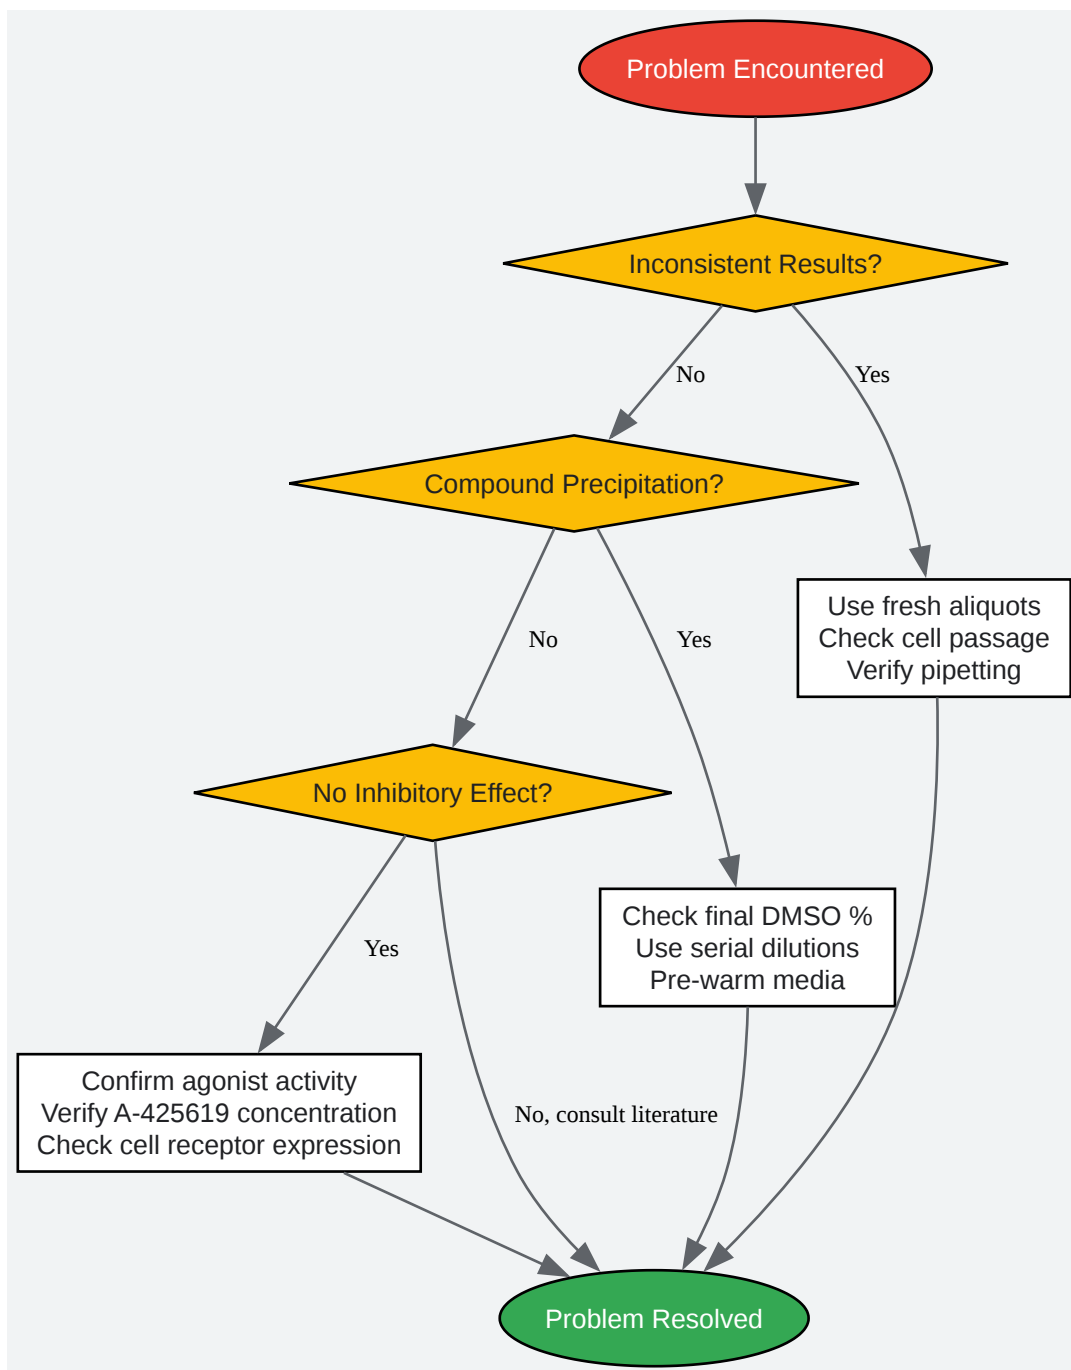 Problem Encountered
Inconsistent Results?
No
Yes
Compound Precipitation?
Use fresh aliquots
Check cell passage
Verify pipetting
No
Yes
No Inhibitory Effect?
Check final DMSO %
Use serial dilutions
Pre-warm media
Yes
Confirm agonist activity
Verify A-425619 concentration
Check cell receptor expression
No, consult literature
Problem Resolved